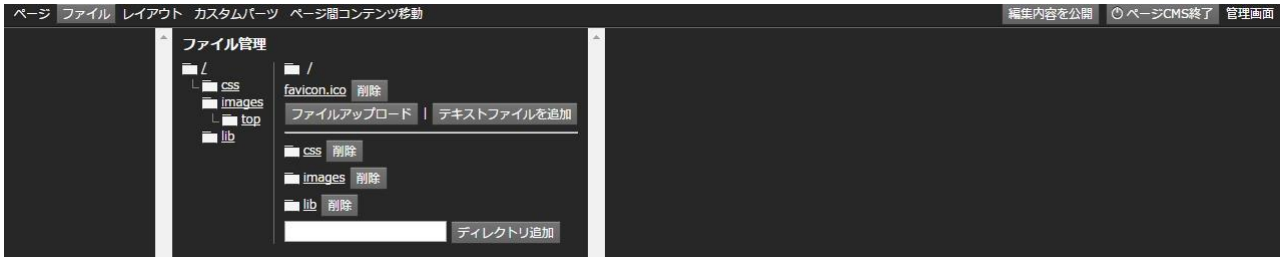 ページ ファイル レイアウト カスタムパーツ ページ間コンテンツ移動 編集内容を公開 ページCMS終了 管理画面
ファイル管理
/
css
images
top
lib
/
favicon.ico 削除
ファイルアップロード | テキストファイルを追加
css 削除
images 削除
lib 削除
ディレクトリ追加